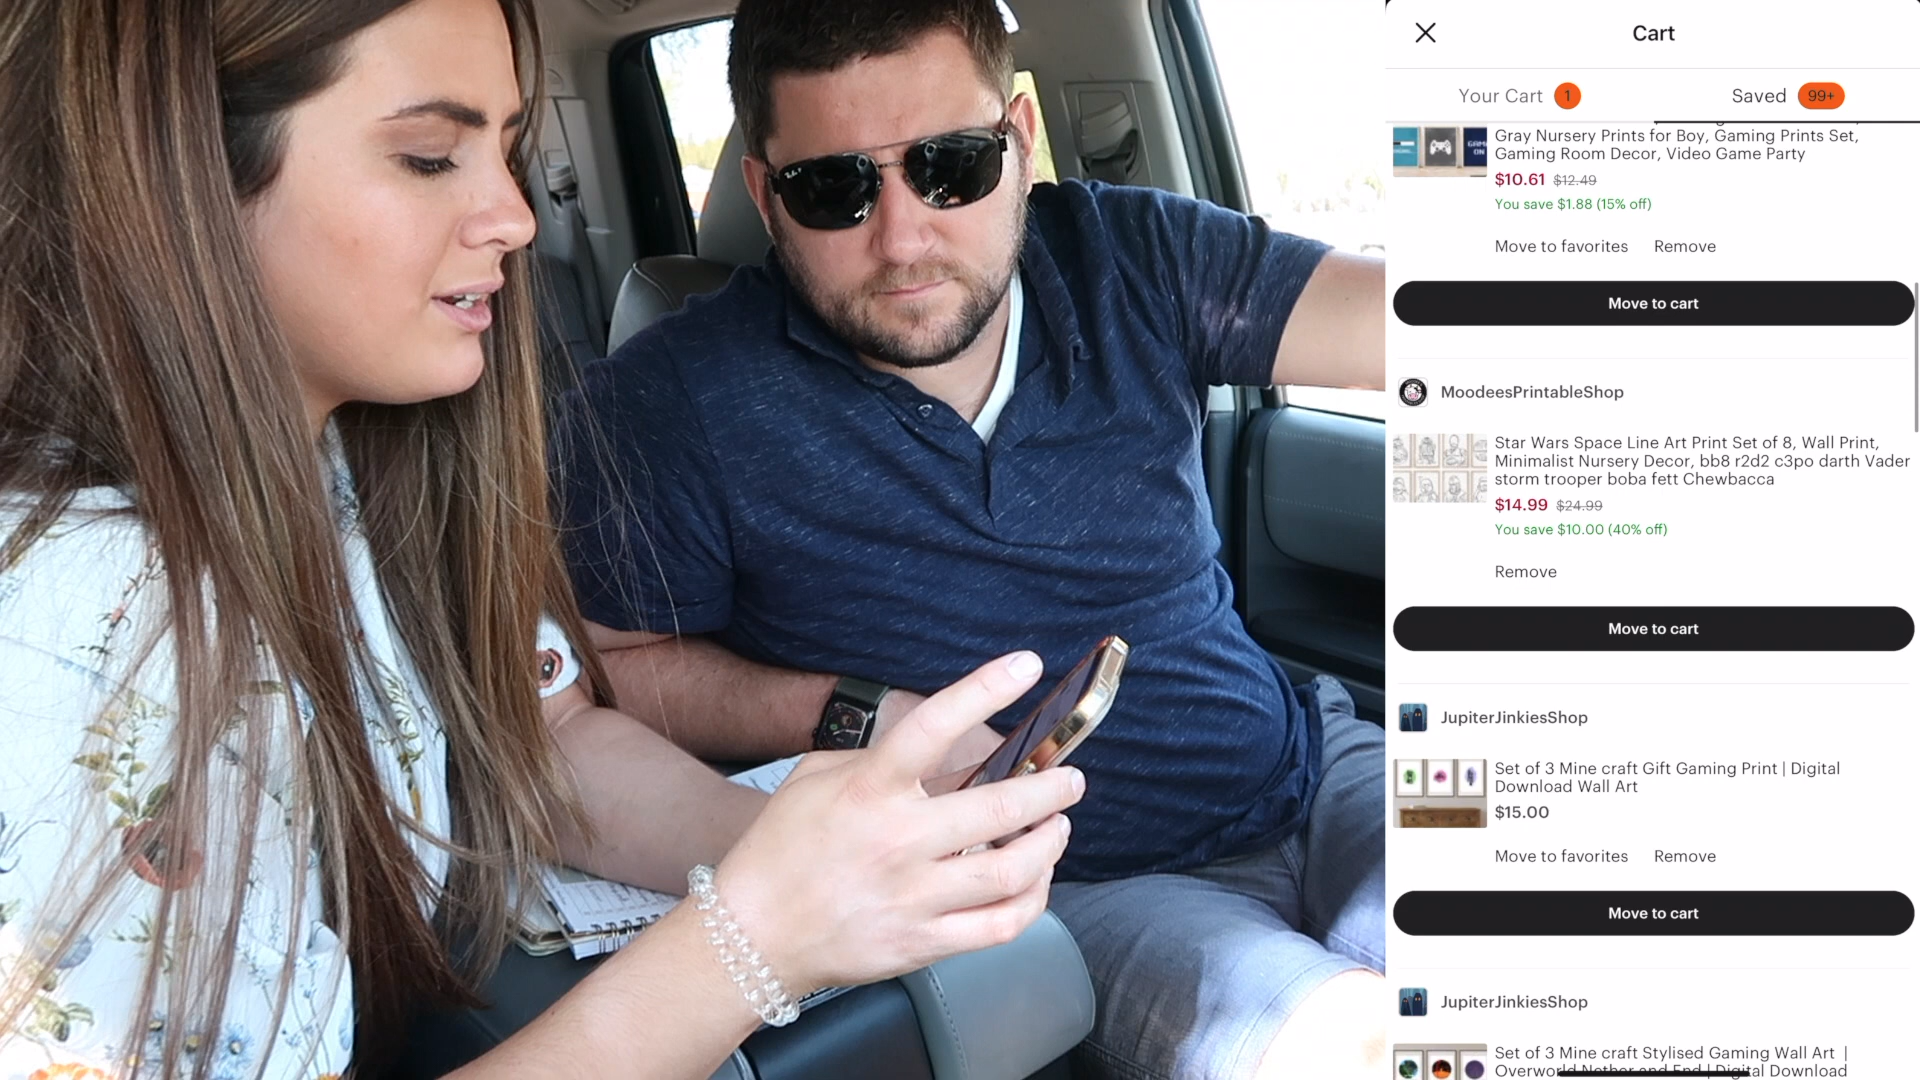 Cart
Your Cart 1
Saved 99+
Gray Nursery Prints for Boy, Gaming Prints Set,
Gaming Room Decor, Video Game Party
$10.61 $12.49
You save $1.88 (15% off)
Move to favorites Remove
Move to cart
MoodeesPrintableShop
Star Wars Space Line Art Print Set of 8, Wall Print,
Minimalist Nursery Decor, bb8 r2d2 c3po darth Vader
storm trooper boba fett Chewbacca
$14.99 $24.99
You save $10.00 (40% off)
Remove
Move to cart
JupiterJinkiesShop
Set of 3 Mine craft Gift Gaming Print | Digital
Download Wall Art
$15.00
Move to favorites Remove
Move to cart
JupiterJinkiesShop
Set of 3 Mine craft Stylised Gaming Wall Art |
Overworld Nether and End | Digital Download